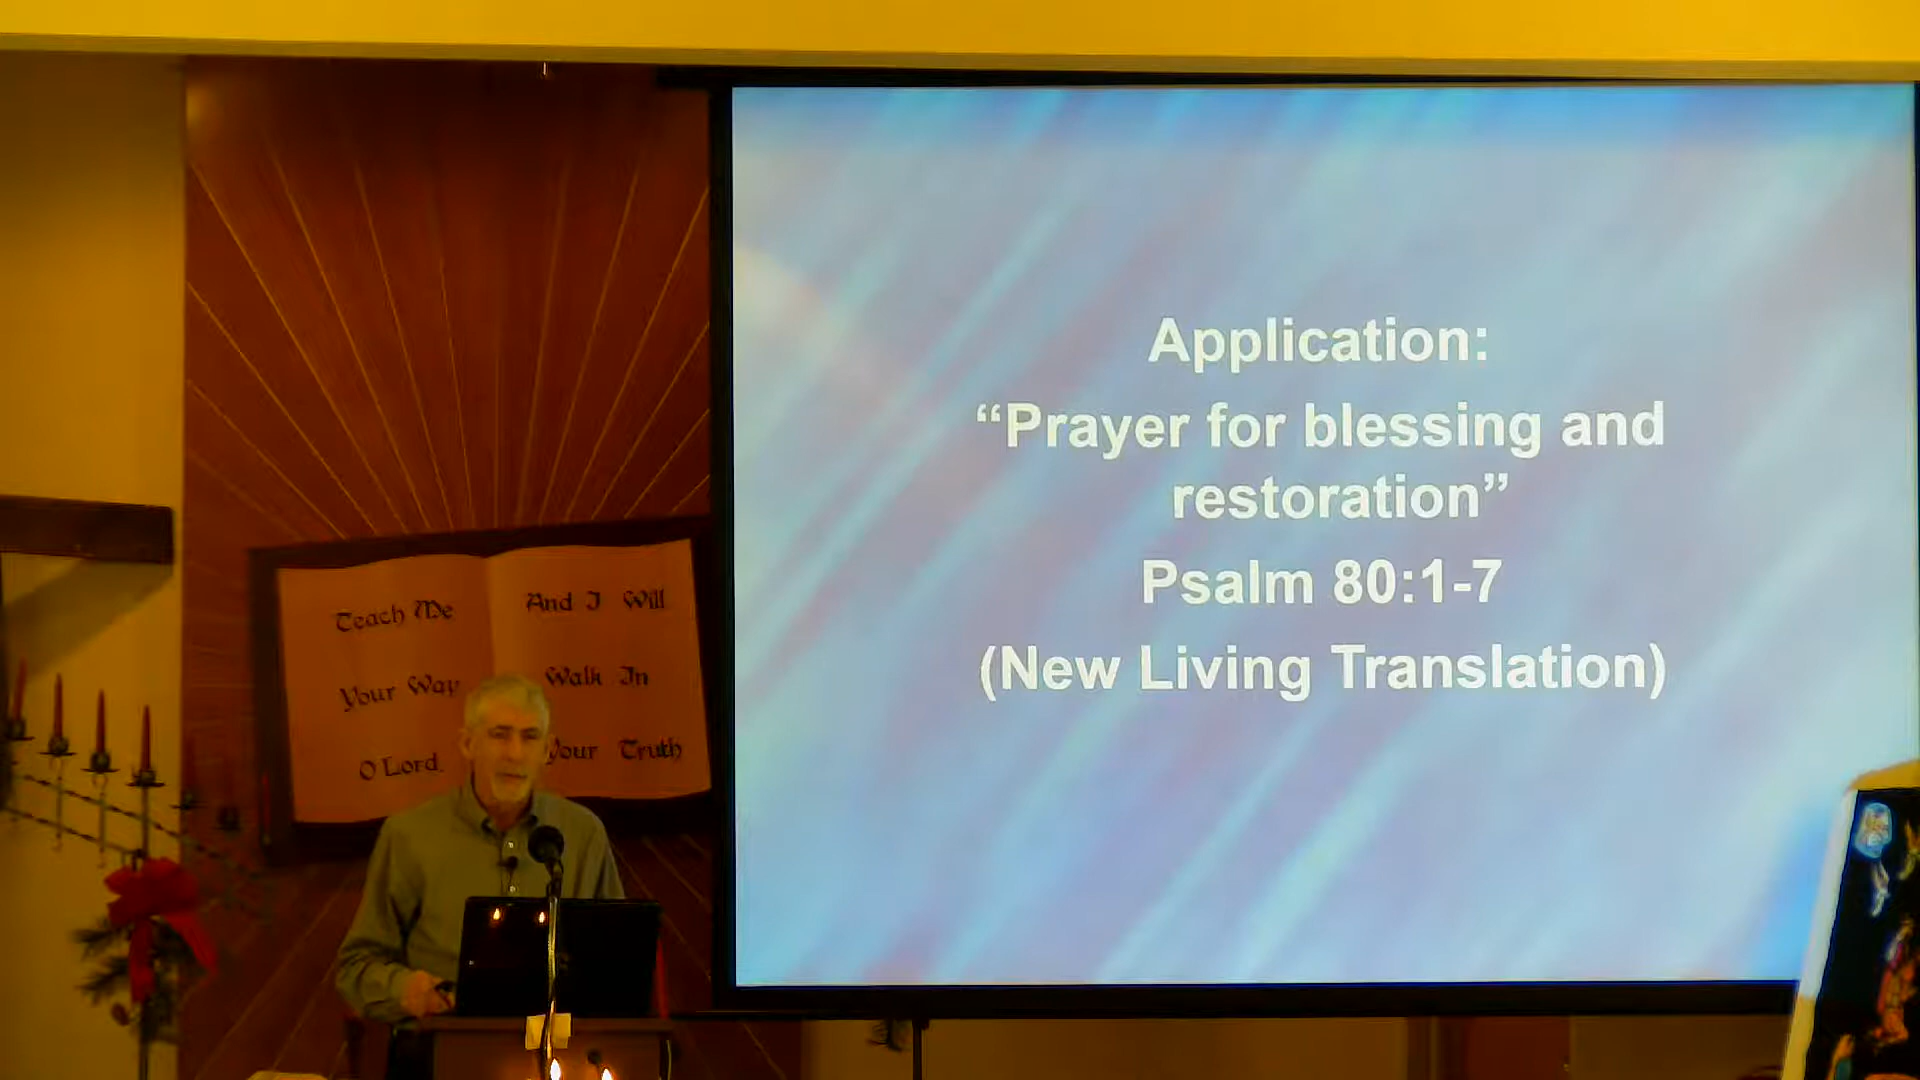 Teach Me
Your Way
O Lord,
And I Will
Walk In
Your Truth
Application:
“Prayer for blessing and
restoration”
Psalm 80:1-7
(New Living Translation)